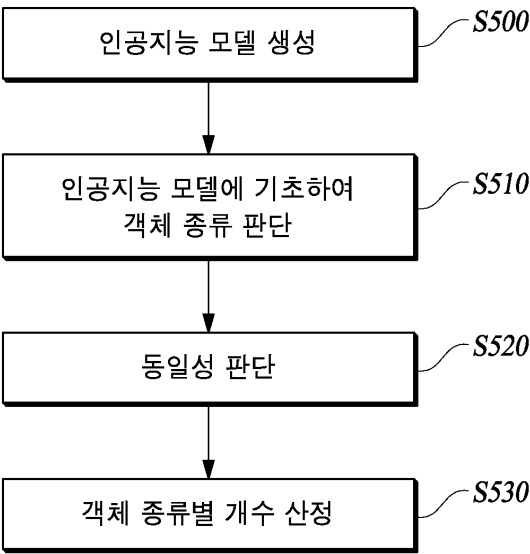 인공지능 모델 생성
S500
인공지능 모델에 기초하여
객체 종류 판단
S510
동일성 판단
S520
객체 종류별 개수 산정
S530